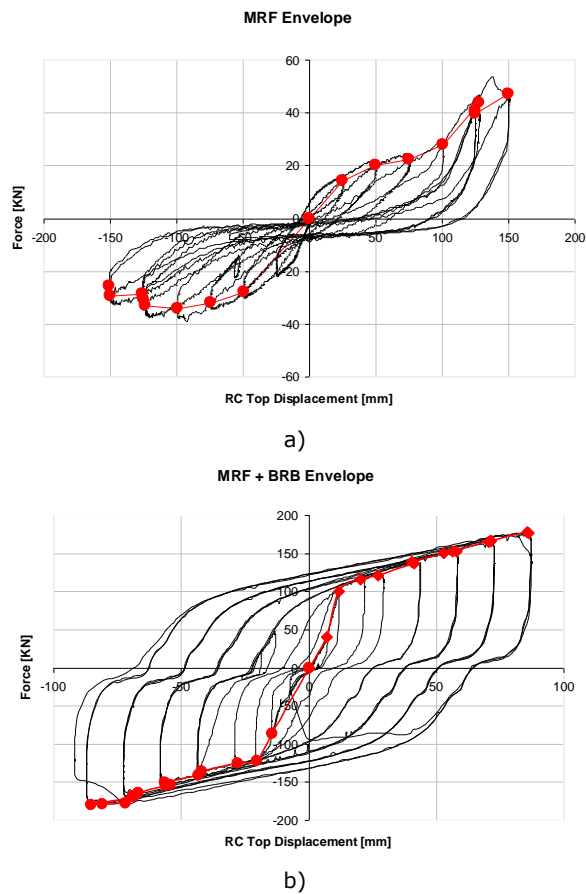 MRF Envelope
60
40
20
0
-20
-40
-60
-200 -150 -100 -50 0 50 100 150 200
Force [KN]
RC Top Displacement [mm]
a)
MRF + BRB Envelope
200
150
100
50
0
-50
-100
-150
-200
-100 -50 0 50 100
Force [KN]
RC Top Displacement [mm]
b)